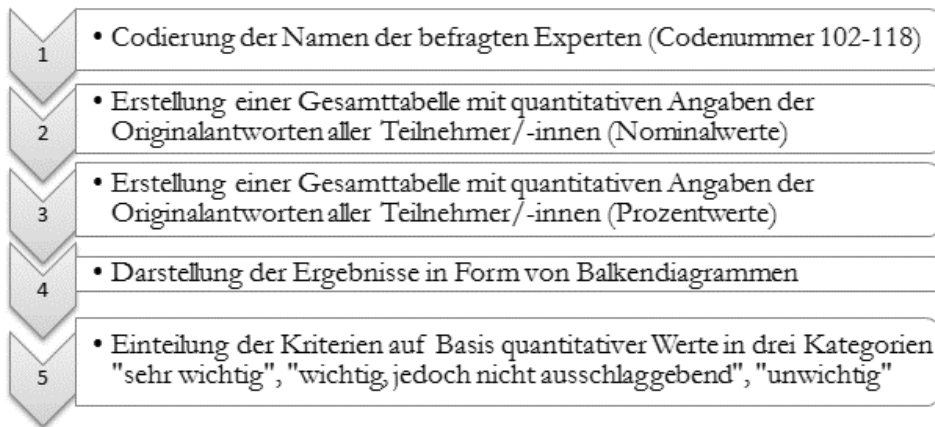 1
• Codierung der Namen der befragten Experten (Codenummer 102-118)
2
• Erstellung einer Gesamttabelle mit quantitativen Angaben der
Originalantworten aller Teilnehmer/-innen (Nominalwerte)
3
• Erstellung einer Gesamttabelle mit quantitativen Angaben der
Originalantworten aller Teilnehmer/-innen (Prozentwerte)
4
• Darstellung der Ergebnisse in Form von Balkendiagrammen
5
• Einteilung der Kriterien auf Basis quantitativer Werte in drei Kategorien
"sehr wichtig", "wichtig, jedoch nicht ausschlaggebend", "unwichtig"